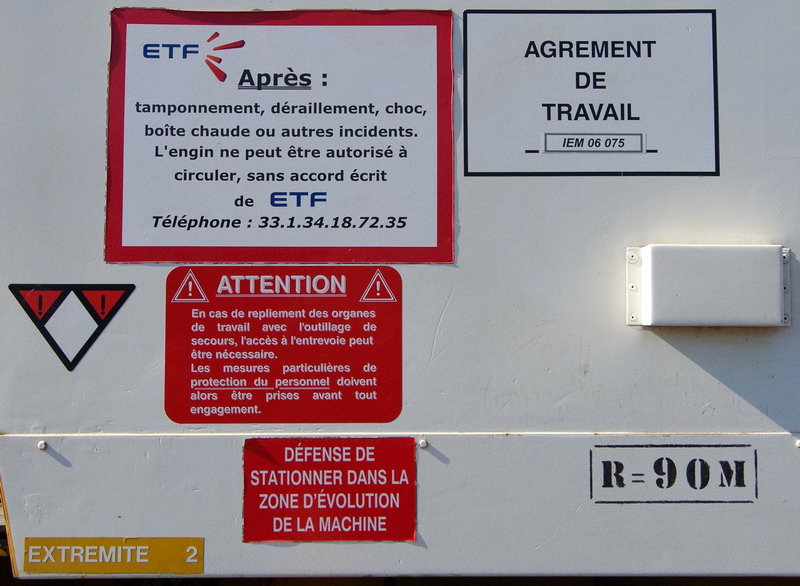 ETF
Après :
tamponnement, déraillement, choc,
boîte chaude ou autres incidents.
L'engin ne peut être autorisé à
circuler, sans accord écrit
de ETF
Téléphone : 33.1.34.18.72.35
AGREMENT
DE
TRAVAIL
IEM 06 075
! ATTENTION !
En cas de repliement des organes
de travail avec l'outillage de
secours, l'accès à l'entrevoie peut
être nécessaire.
Les mesures particulières de
protection du personnel doivent
alors être prises avant tout
engagement.
! !
DÉFENSE DE
STATIONNER DANS LA
ZONE D'ÉVOLUTION
DE LA MACHINE
R=90M
EXTREMITE 2